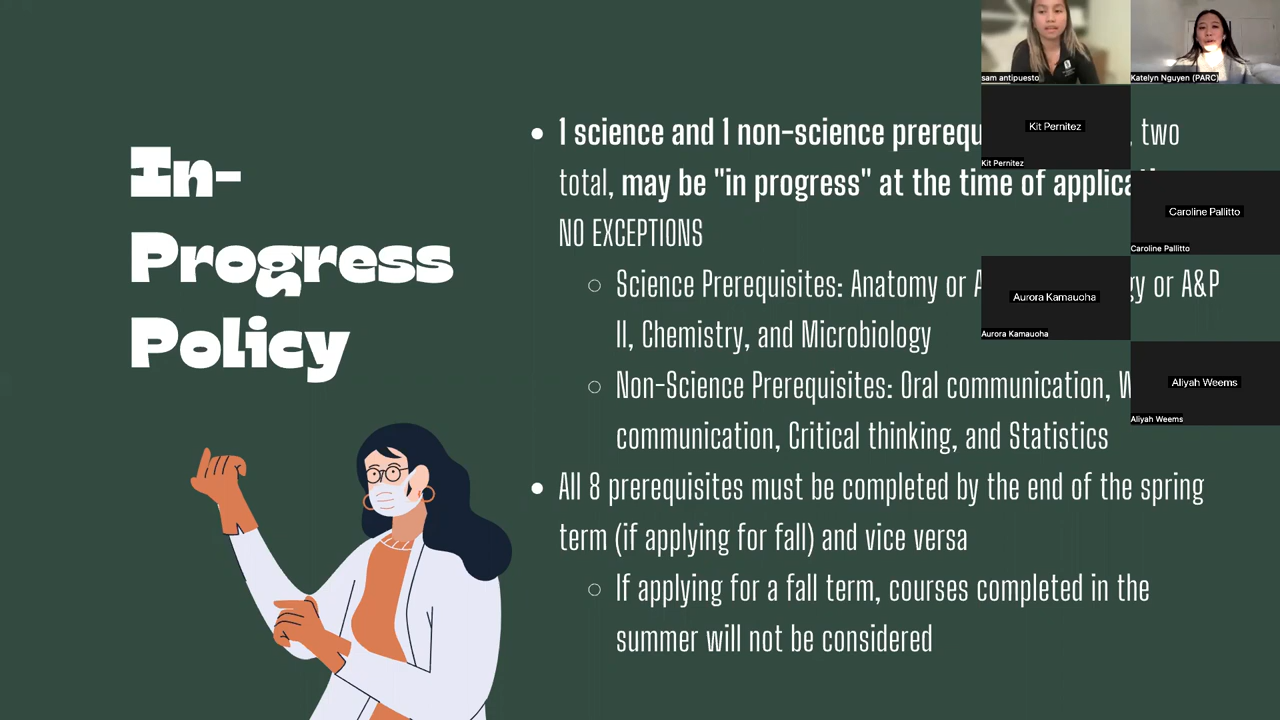 In-
Progress
Policy
1 science and 1 non-science , two
total, may be "in progress" at the time of
NO EXCEPTIONS
Science Prerequisites: Anatomy or or A&P
II, Chemistry, and Microbiology
Non-Science Prerequisites: Oral communication,
communication, Critical thinking, and Statistics
All 8 prerequisites must be completed by the end of the spring
term (if applying for fall) and vice versa
If applying for a fall term, courses completed in the
summer will not be considered
sam antipuesto
Katelyn Nguyen (PARC)
Kit Pernitez
Kit Pernitez
Caroline Pallitto
Caroline Pallitto
Aurora Kamauoha
Aurora Kamauoha
Aliyah Weems
Aliyah Weems